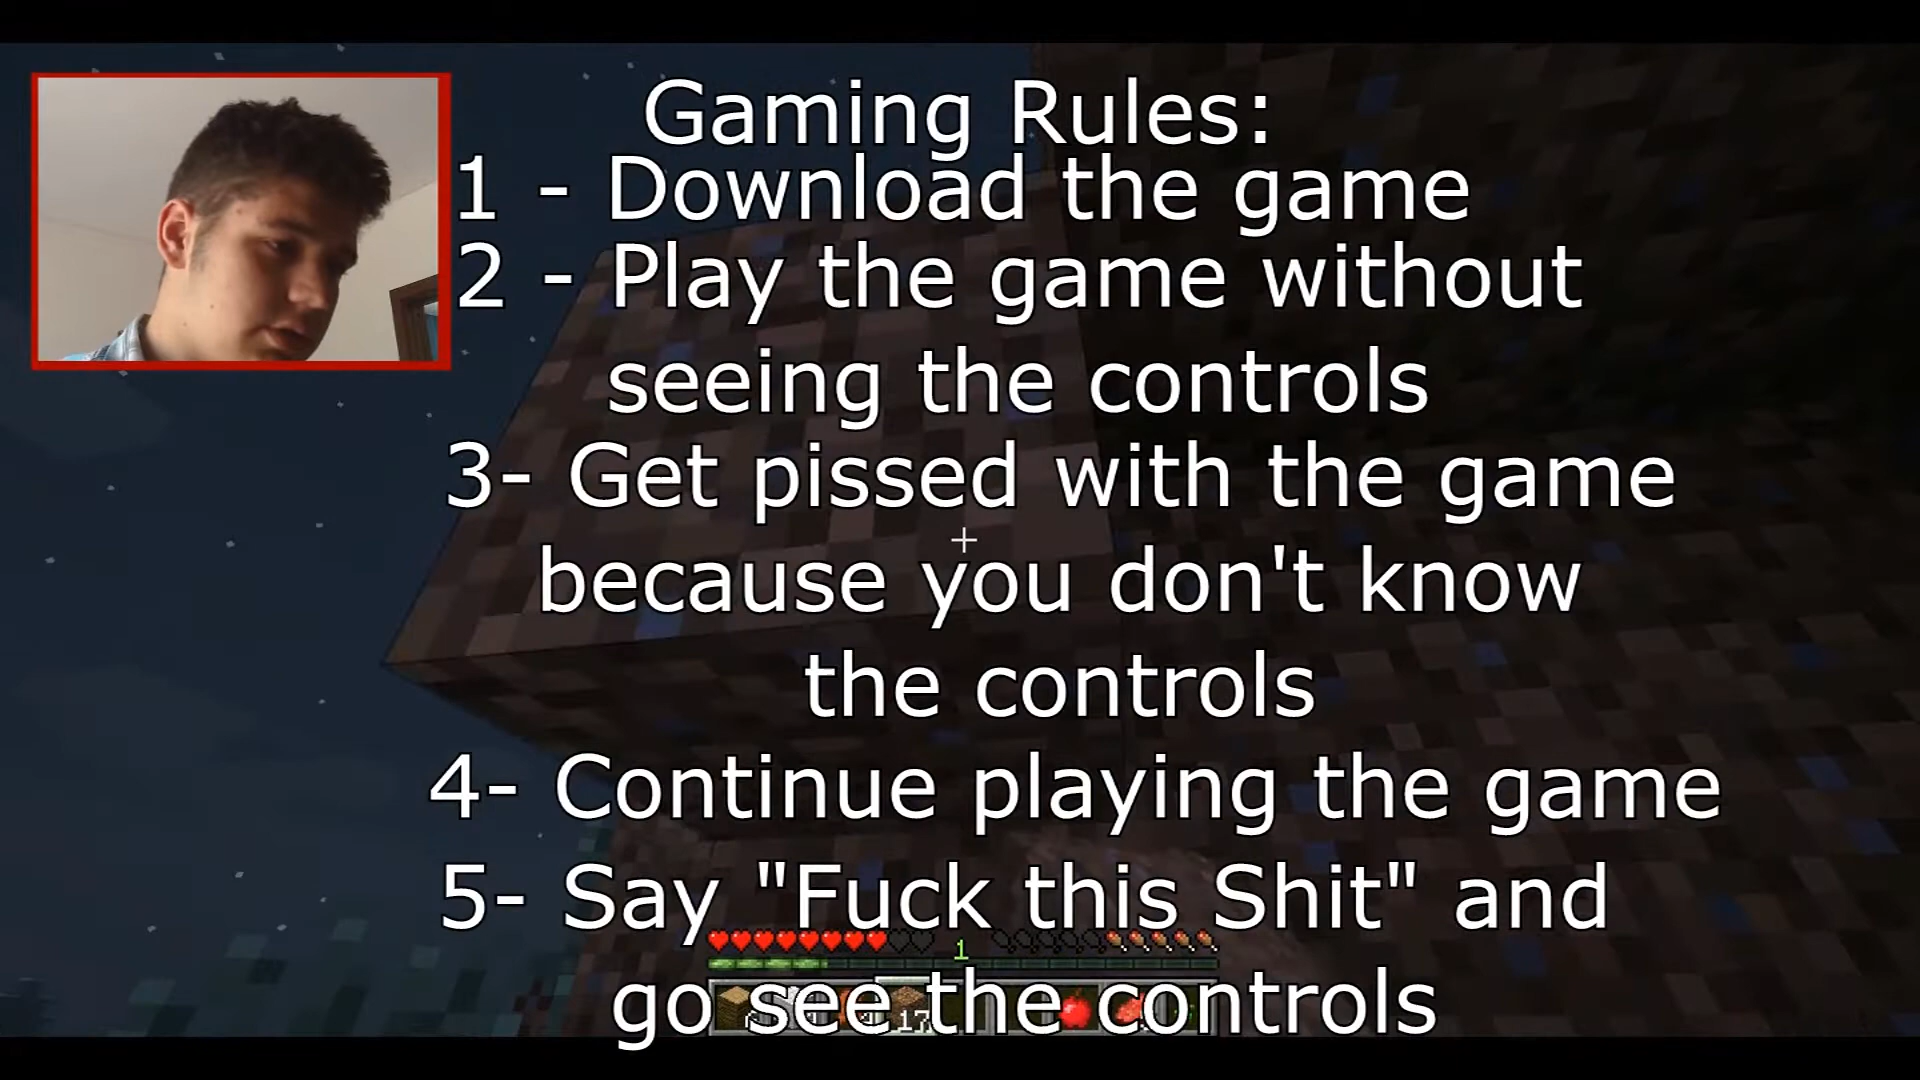 Gaming Rules:
1 - Download the game
2 - Play the game without
seeing the controls
3- Get pissed with the game
because you don't know
the controls
4- Continue playing the game
5- Say "Fuck this Shit" and
1
go see the controls
17